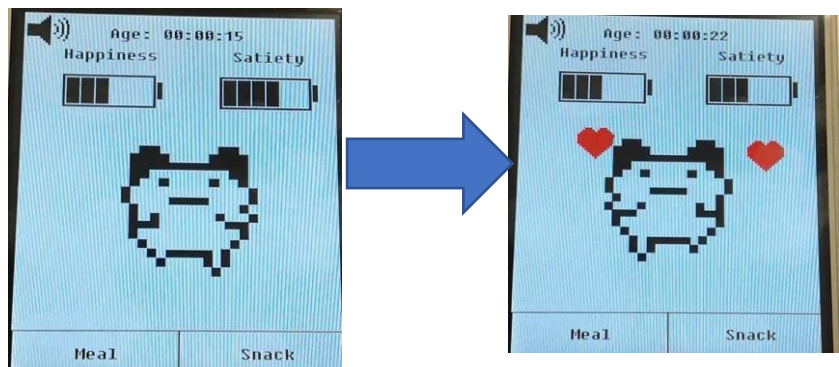 Age: 00:00:15
Happiness Satiety
Meal Snack
Age: 00:00:22
Happiness Satiety
Meal Snack